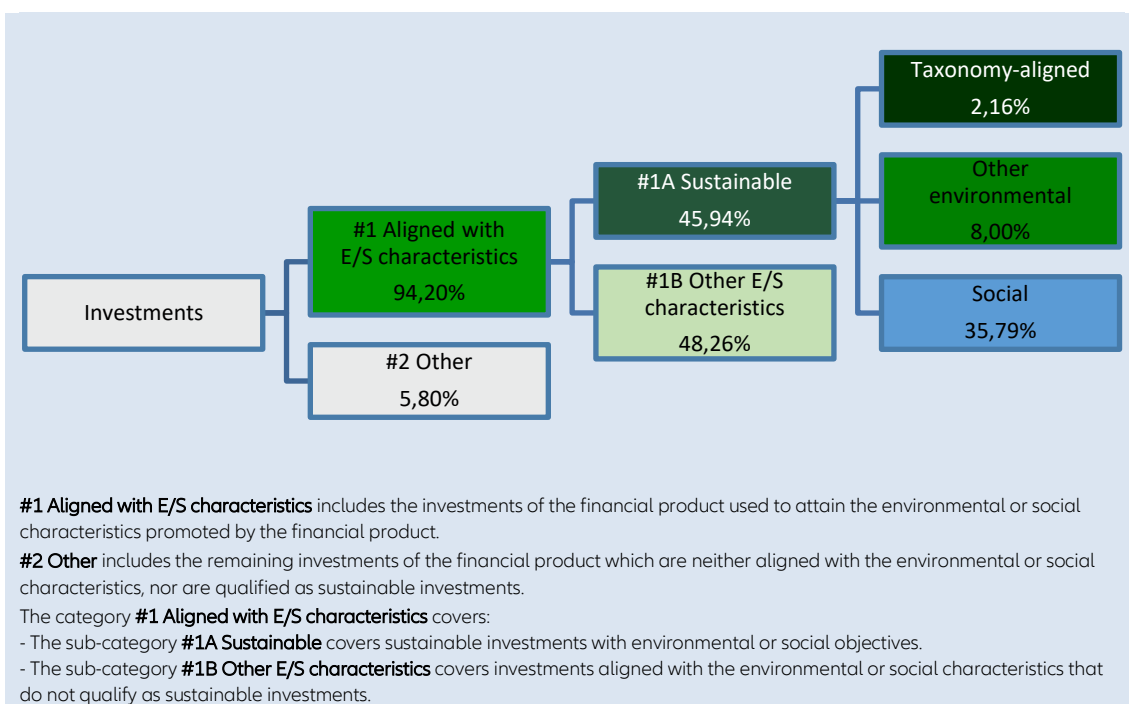 Taxonomy-aligned
2,16%
Other
environmental
8,00%
Social
35,79%
#1A Sustainable
45,94%
#1B Other E/S
characteristics
48,26%
#1 Aligned with
E/S characteristics
94,20%
#2 Other
5,80%
Investments
#1 Aligned with E/S characteristics includes the investments of the financial product used to attain the environmental or social
characteristics promoted by the financial product.
#2 Other includes the remaining investments of the financial product which are neither aligned with the environmental or social
characteristics, nor are qualified as sustainable investments.
The category #1 Aligned with E/S characteristics covers:
- The sub-category #1A Sustainable covers sustainable investments with environmental or social objectives.
- The sub-category #1B Other E/S characteristics covers investments aligned with the environmental or social characteristics that
do not qualify as sustainable investments.